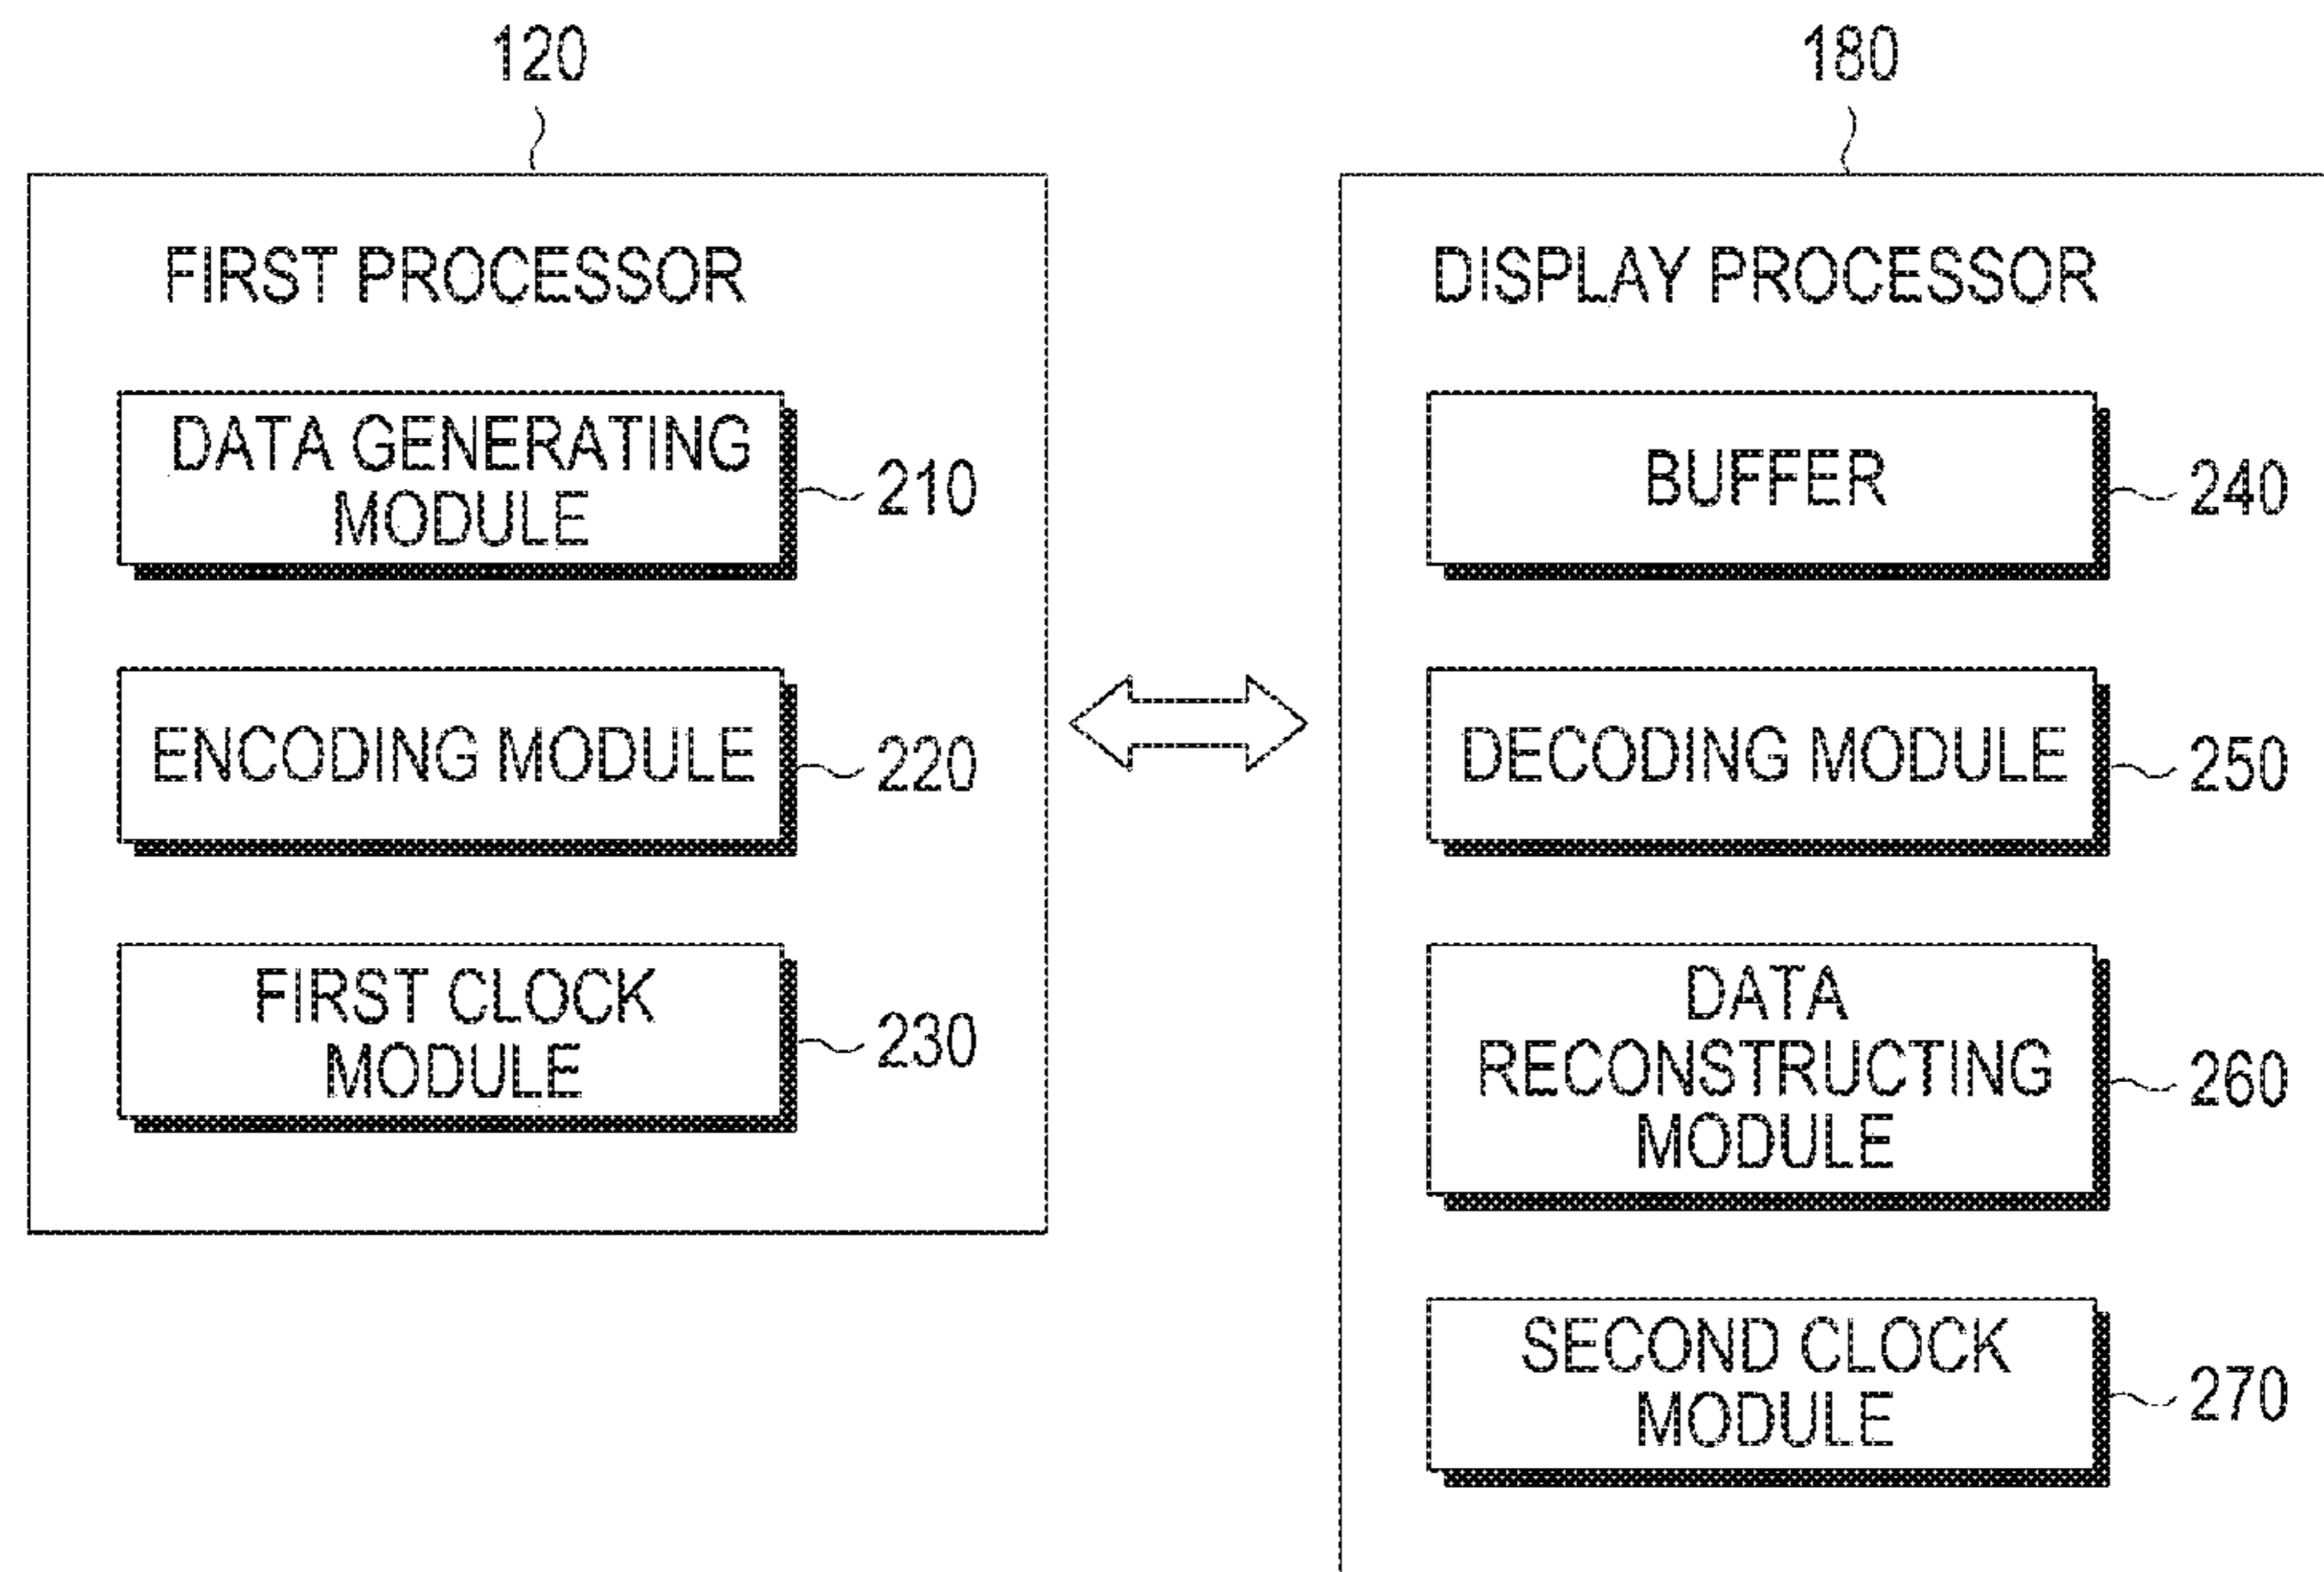 120
FIRST PROCESSOR
DATA GENERATING
MODULE
210
ENCODING MODULE
220
FIRST CLOCK
MODULE
230
180
DISPLAY PROCESSOR
BUFFER
240
DECODING MODULE
250
DATA
RECONSTRUCTING
MODULE
260
SECOND CLOCK
MODULE
270